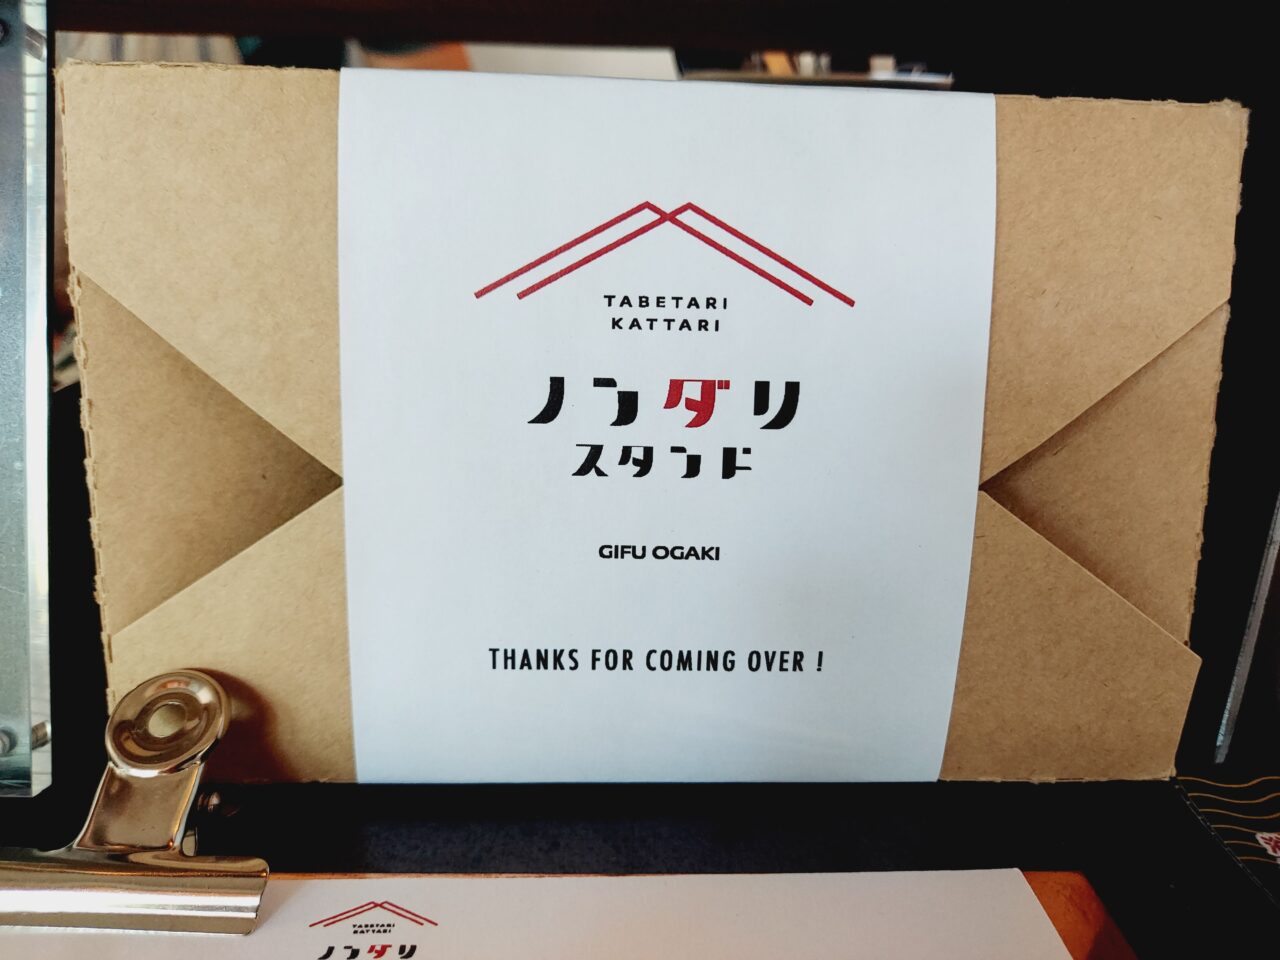 TABETARI
KATTARI
ノンダリ
スタンド
GIFU OGAKI
THANKS FOR COMING OVER !
TABETARI
KATTARI
ノンダリ